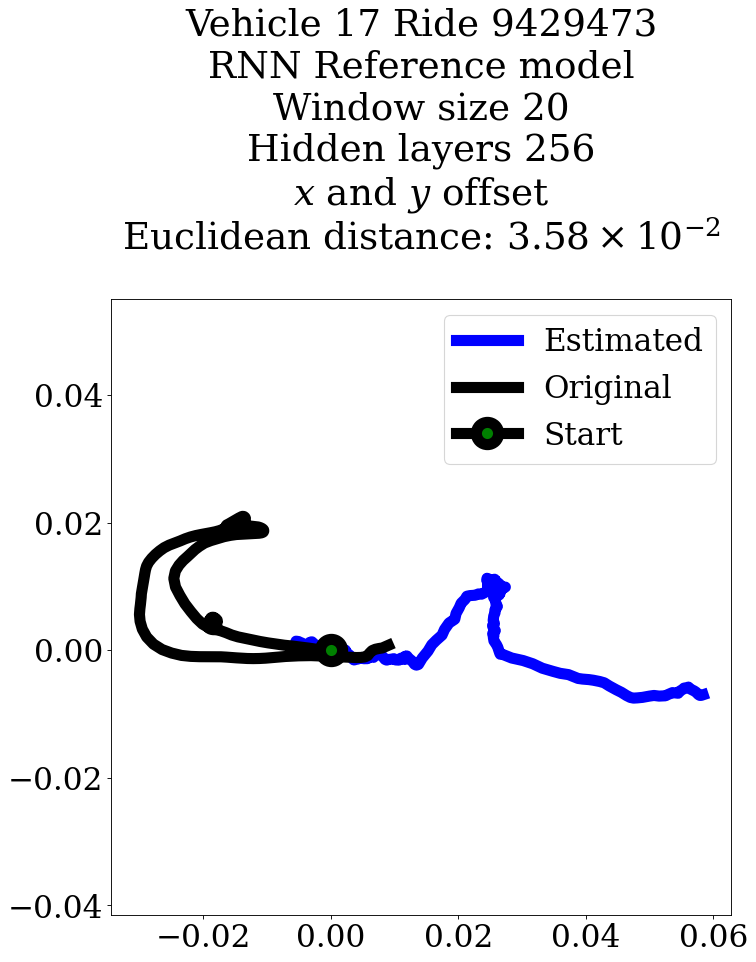 Vehicle 17 Ride 9429473
RNN Reference model
Window size 20
Hidden layers 256
x and y offset
Euclidean distance: 3.58 × 10⁻²
Estimated
Original
Start
0.04
0.02
0.00
−0.02
−0.04
−0.02 0.00 0.02 0.04 0.06